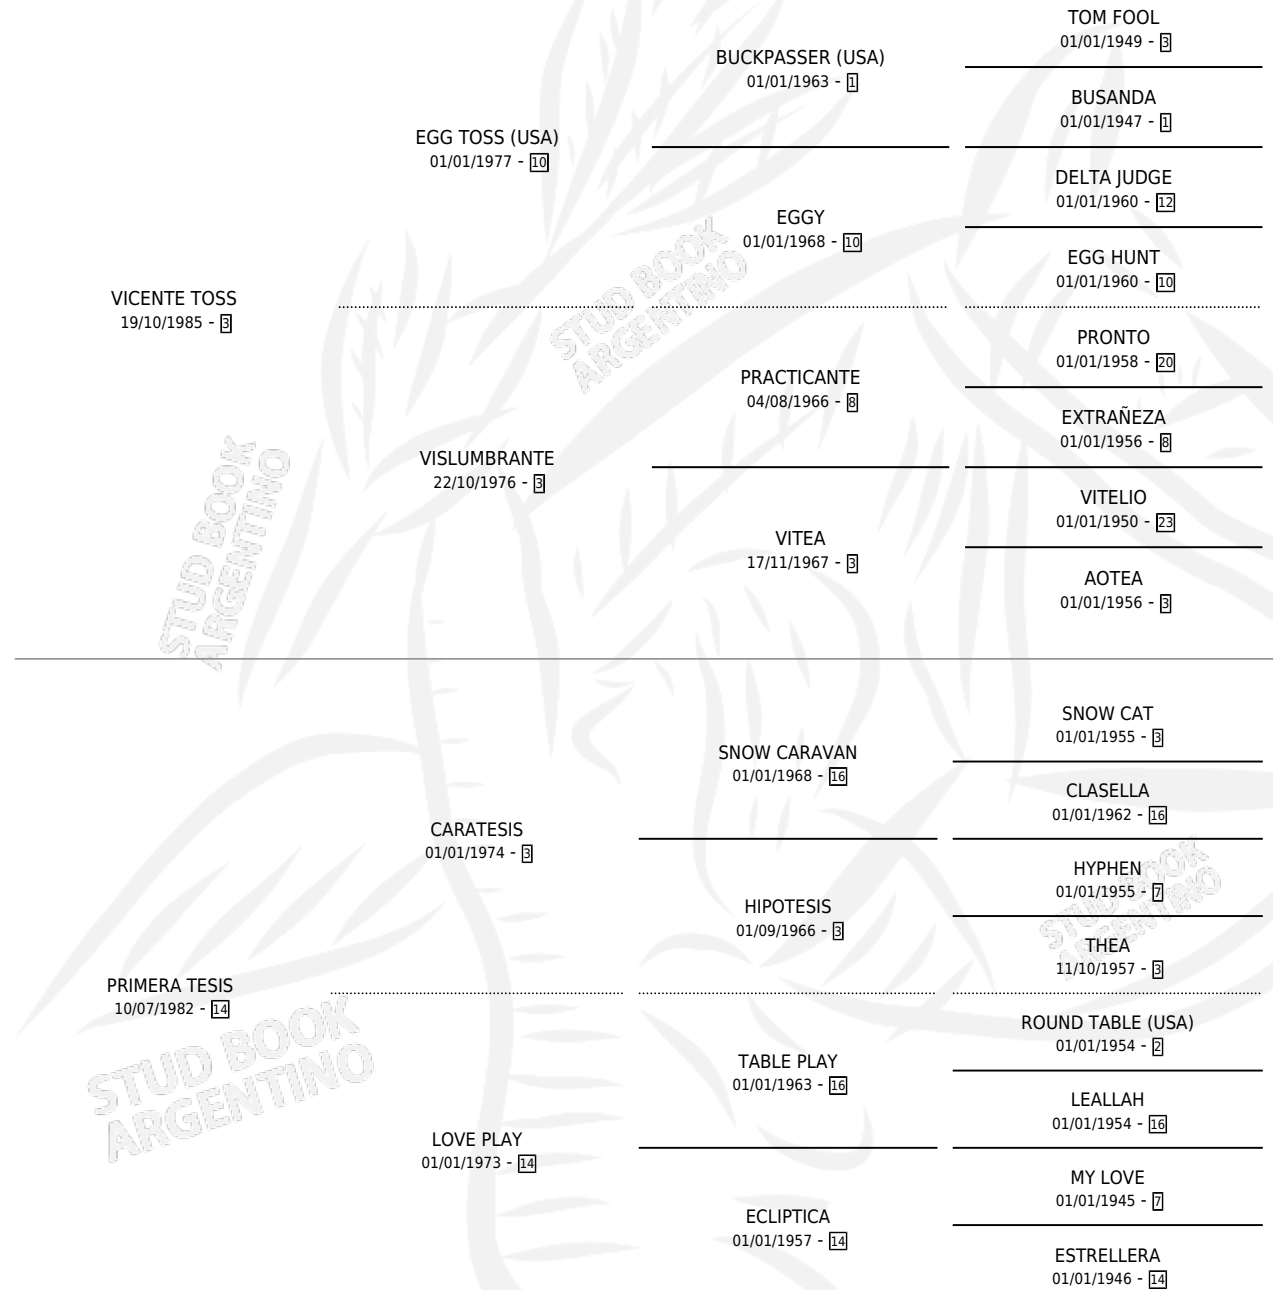 TOM FOOL
01/01/1949 - 3
BUCKPASSER (USA)
01/01/1963 - 1
BUSANDA
01/01/1947 - 1
EGG TOSS (USA)
01/01/1977 - 10
DELTA JUDGE
01/01/1960 - 12
EGGY
01/01/1968 - 10
EGG HUNT
01/01/1960 - 10
VICENTE TOSS
19/10/1985 - 3
PRONTO
01/01/1958 - 20
PRACTICANTE
04/08/1966 - 8
EXTRAÑEZA
01/01/1956 - 8
VISLUMBRANTE
22/10/1976 - 3
VITELIO
01/01/1950 - 23
VITEA
17/11/1967 - 3
AOTEA
01/01/1956 - 3
STUD BOOK
ARGENTINO
STUD BOOK
ARGENTINO
SNOW CAT
01/01/1955 - 3
SNOW CARAVAN
01/01/1968 - 16
CLASELLA
01/01/1962 - 16
CARATESIS
01/01/1974 - 3
HYPHEN
01/01/1955 - 7
HIPOTESIS
01/09/1966 - 3
THEA
11/10/1957 - 3
PRIMERA TESIS
10/07/1982 - 14
ROUND TABLE (USA)
01/01/1954 - 2
TABLE PLAY
01/01/1963 - 16
LEALLAH
01/01/1954 - 16
LOVE PLAY
01/01/1973 - 14
MY LOVE
01/01/1945 - 7
ECLIPTICA
01/01/1957 - 14
ESTRELLERA
01/01/1946 - 14
STUD BOOK
ARGENTINO
STUD BOOK
ARGENTINO